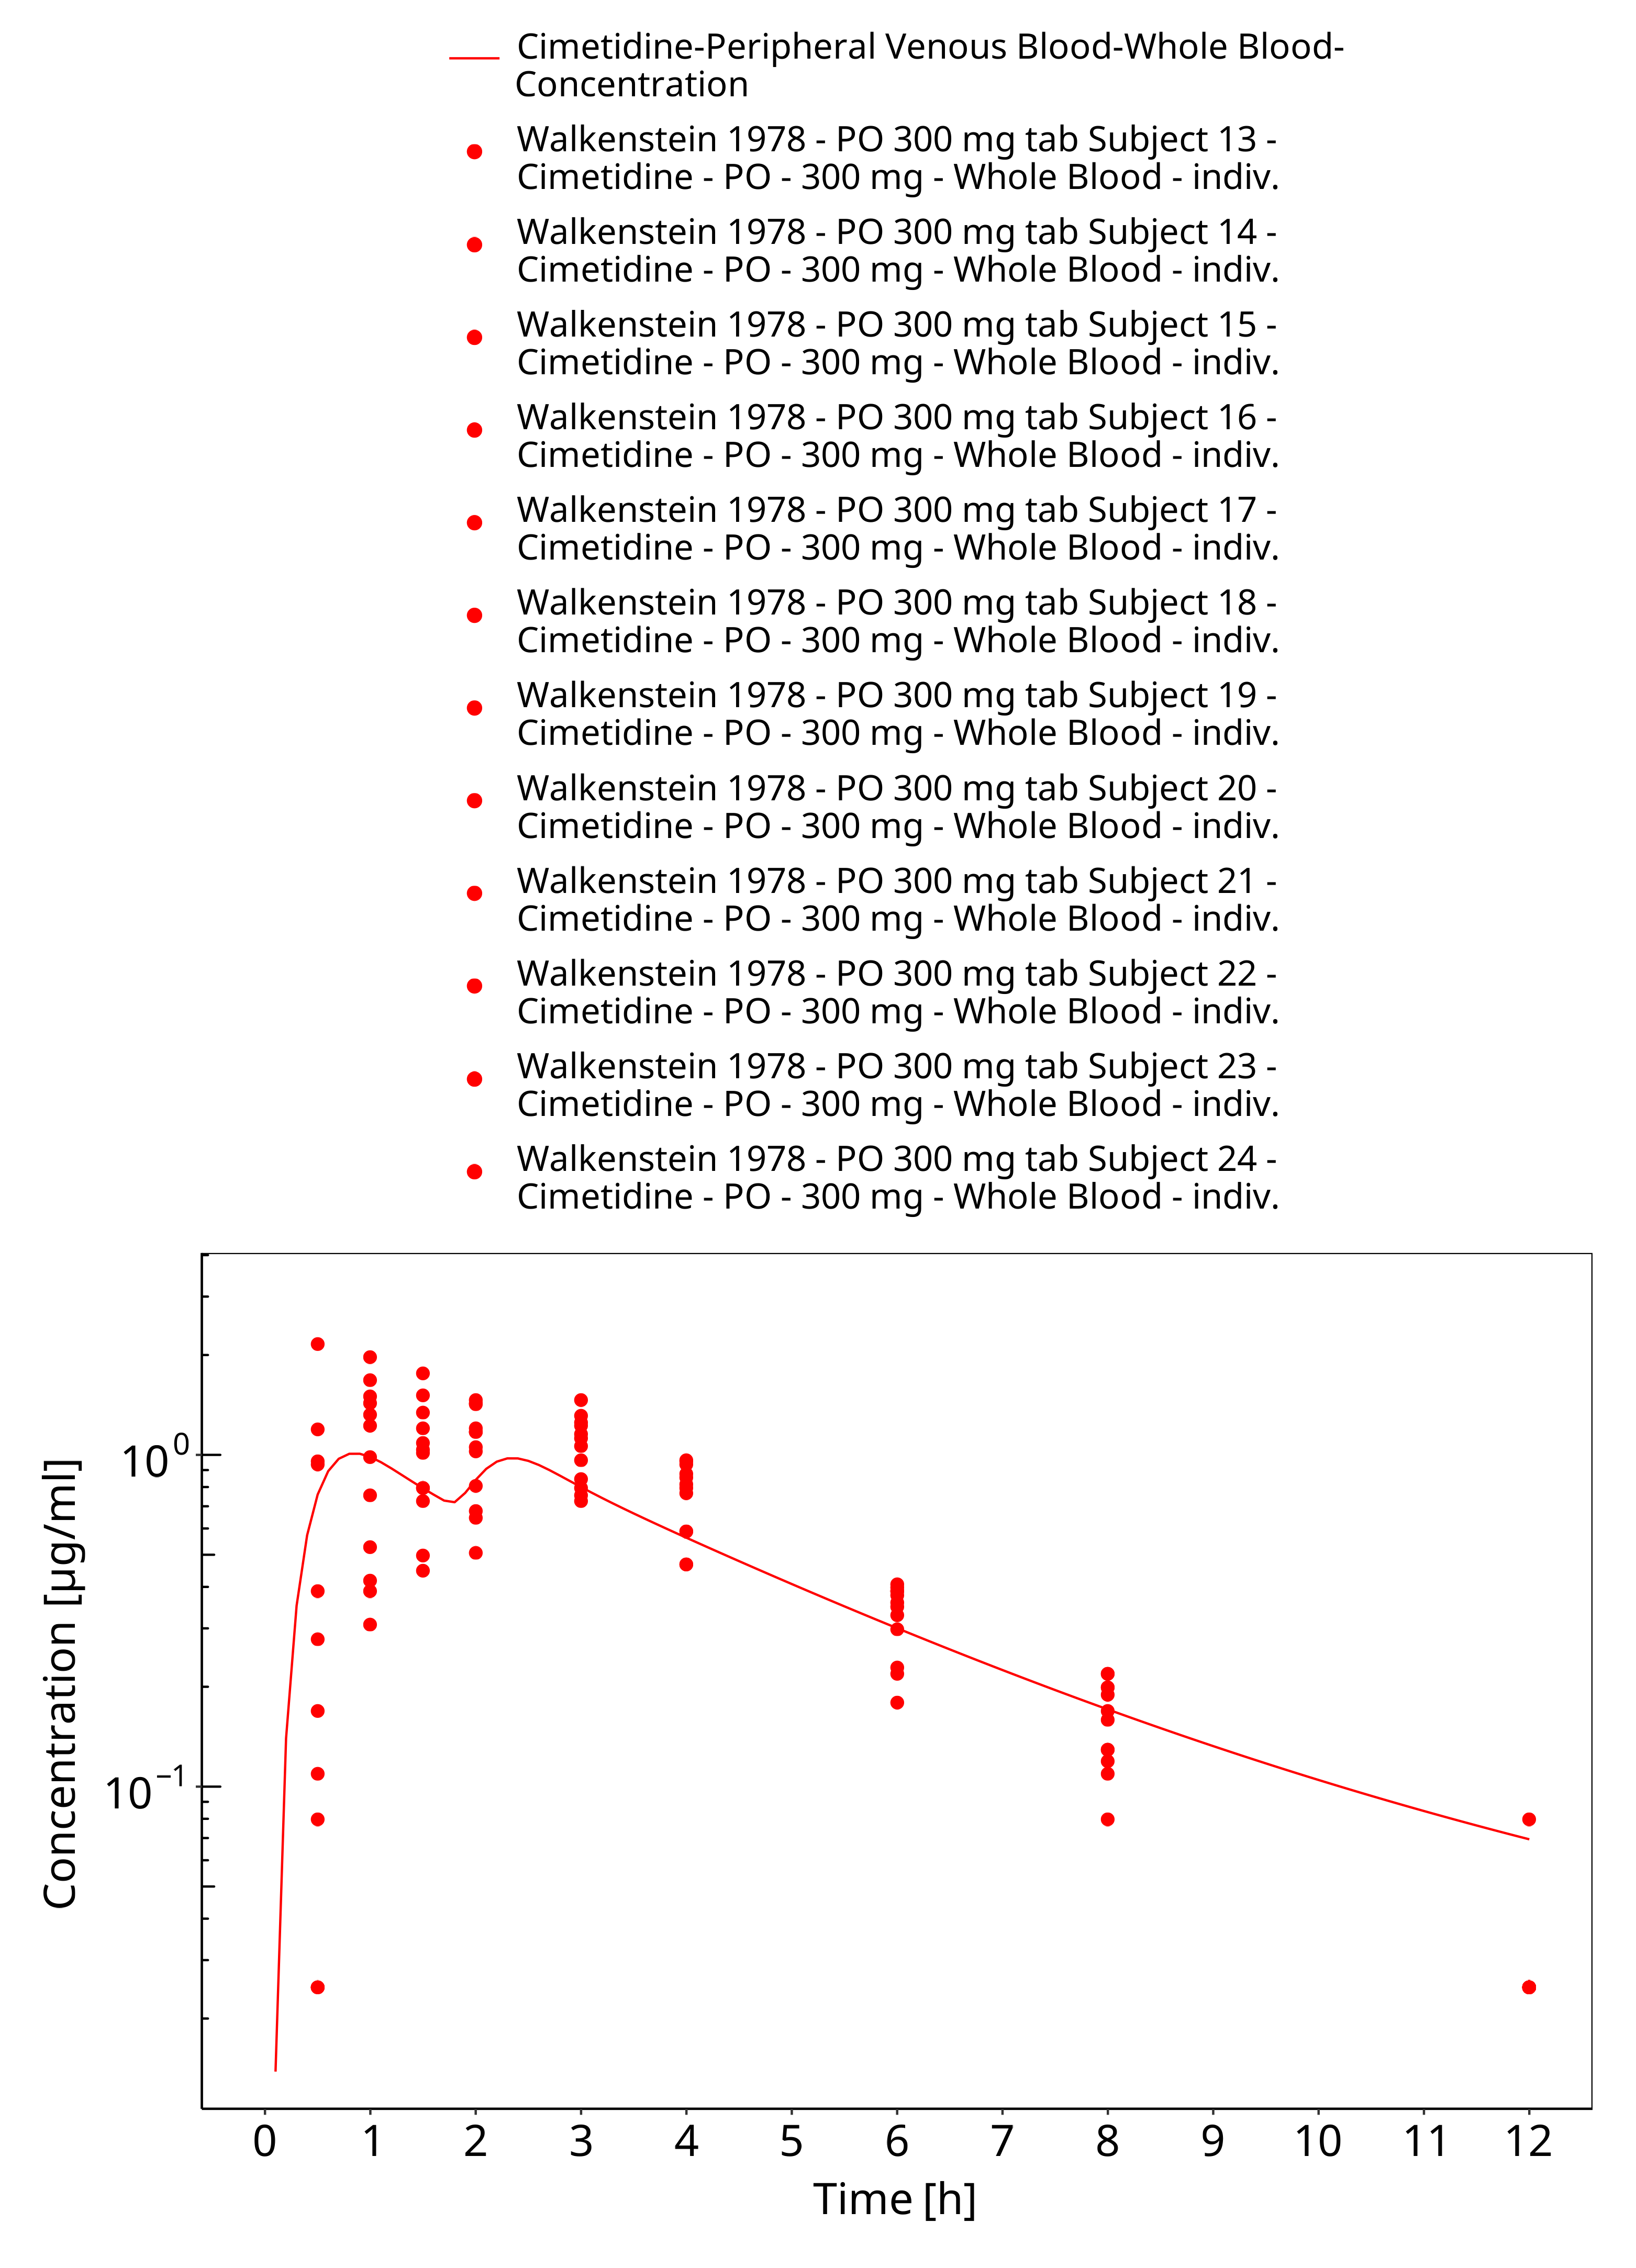 Cimetidine-Peripheral Venous Blood-Whole Blood-
Concentration
Walkenstein 1978 - PO 300 mg tab Subject 13 -
Cimetidine - PO - 300 mg - Whole Blood - indiv.
Walkenstein 1978 - PO 300 mg tab Subject 14 -
Cimetidine - PO - 300 mg - Whole Blood - indiv.
Walkenstein 1978 - PO 300 mg tab Subject 15 -
Cimetidine - PO - 300 mg - Whole Blood - indiv.
Walkenstein 1978 - PO 300 mg tab Subject 16 -
Cimetidine - PO - 300 mg - Whole Blood - indiv.
Walkenstein 1978 - PO 300 mg tab Subject 17 -
Cimetidine - PO - 300 mg - Whole Blood - indiv.
Walkenstein 1978 - PO 300 mg tab Subject 18 -
Cimetidine - PO - 300 mg - Whole Blood - indiv.
Walkenstein 1978 - PO 300 mg tab Subject 19 -
Cimetidine - PO - 300 mg - Whole Blood - indiv.
Walkenstein 1978 - PO 300 mg tab Subject 20 -
Cimetidine - PO - 300 mg - Whole Blood - indiv.
Walkenstein 1978 - PO 300 mg tab Subject 21 -
Cimetidine - PO - 300 mg - Whole Blood - indiv.
Walkenstein 1978 - PO 300 mg tab Subject 22 -
Cimetidine - PO - 300 mg - Whole Blood - indiv.
Walkenstein 1978 - PO 300 mg tab Subject 23 -
Cimetidine - PO - 300 mg - Whole Blood - indiv.
Walkenstein 1978 - PO 300 mg tab Subject 24 -
Cimetidine - PO - 300 mg - Whole Blood - indiv.
Concentration [µg/ml]
10⁰
10⁻¹
0 1 2 3 4 5 6 7 8 9 10 11 12
Time [h]